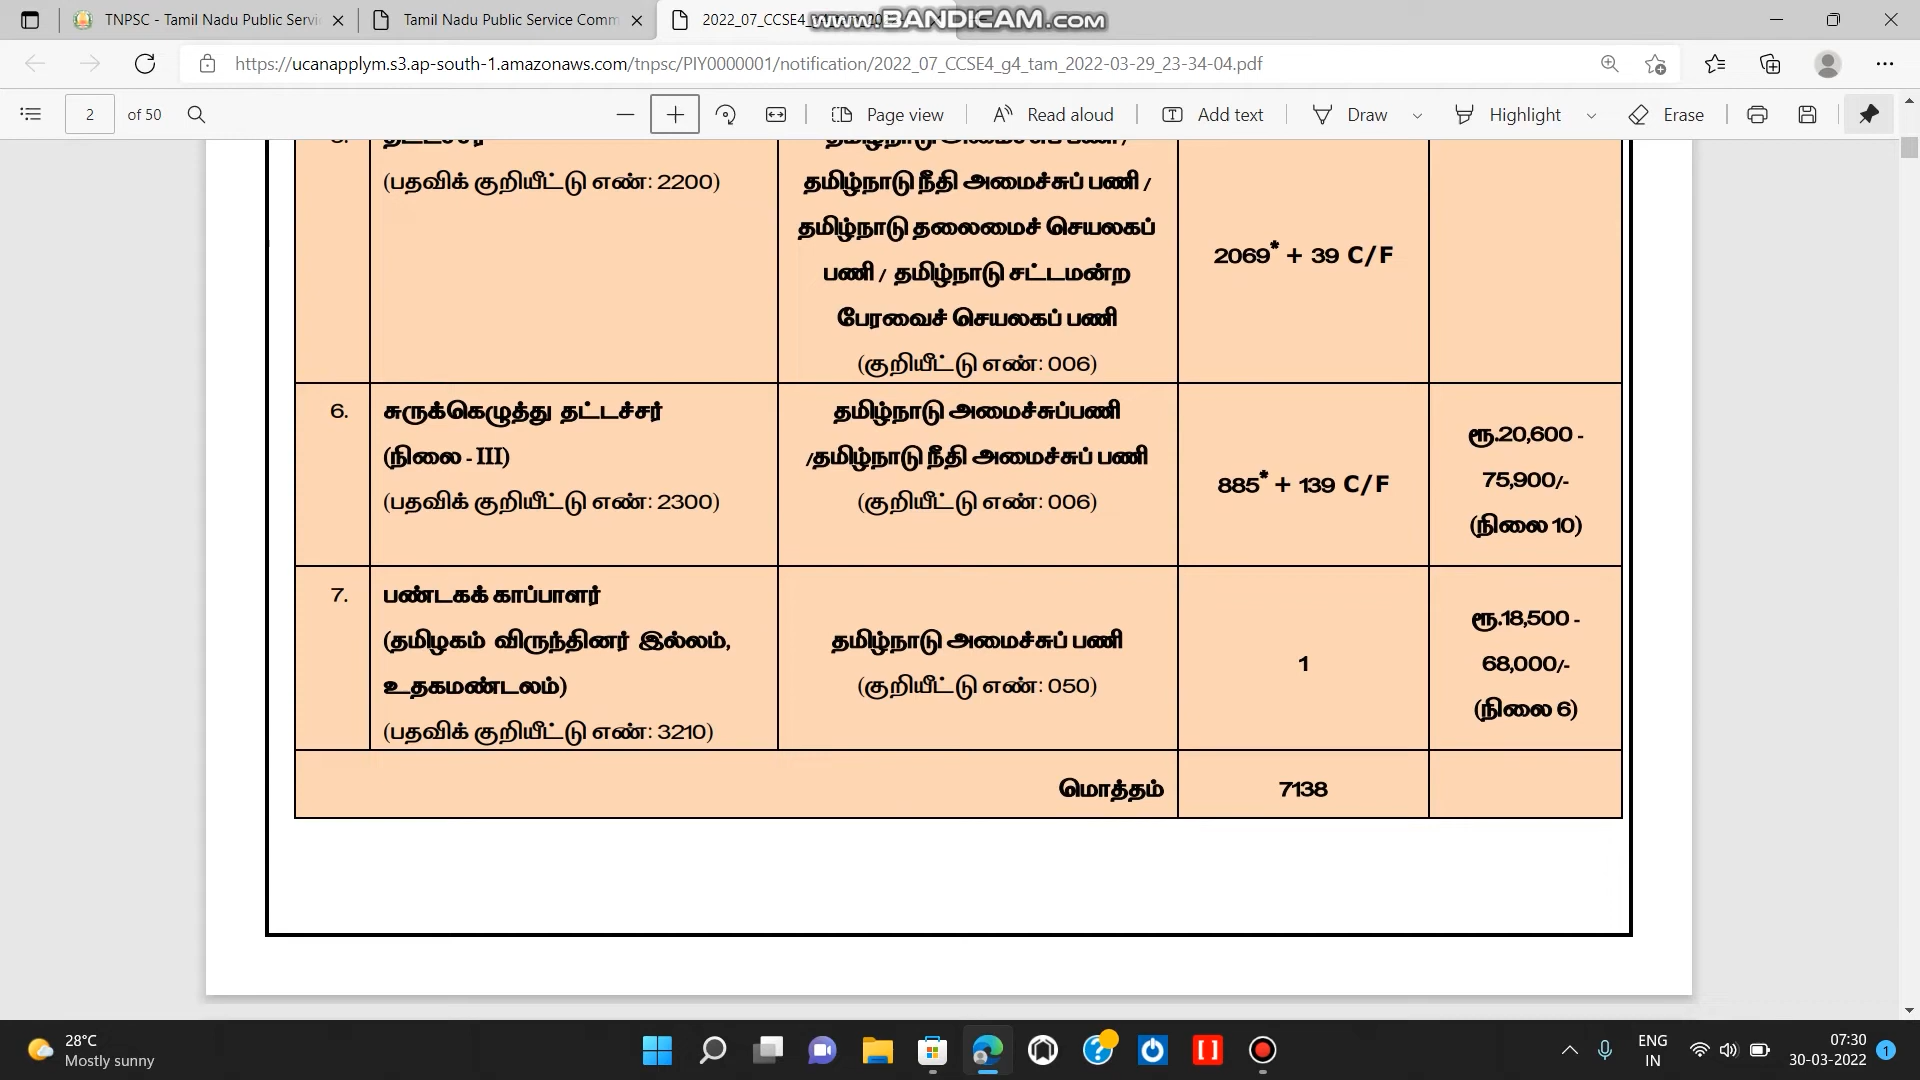 TNPSC - Tamil Nadu Public Servi
Tamil Nadu Public Service Comm
2022_07_CCSE4_
www.BANDICAM.com
https://ucanapplym.s3.ap-south-1.amazonaws.com/tnpsc/PIY0000001/notification/2022_07_CCSE4_g4_tam_2022-03-29_23-34-04.pdf
2 of 50
Page view
Read aloud
Add text
Draw
Highlight
Erase
(பதவிக் குறியீட்டு எண்: 2200)
தமிழ்நாடு நீதி அமைச்சுப் பணி /
தமிழ்நாடு தலைமைச் செயலகப்
பணி / தமிழ்நாடு சட்டமன்ற
பேரவைச் செயலகப் பணி
(குறியீட்டு எண்: 006)
2069* + 39 C/F
6.
சுருக்கெழுத்து தட்டச்சர்
(நிலை - III)
(பதவிக் குறியீட்டு எண்: 2300)
தமிழ்நாடு அமைச்சுப்பணி
/தமிழ்நாடு நீதி அமைச்சுப் பணி
(குறியீட்டு எண்: 006)
885* + 139 C/F
ரூ.20,600 -
75,900/-
(நிலை 10)
7.
பண்டகக் காப்பாளர்
(தமிழகம் விருந்தினர் இல்லம்,
உதகமண்டலம்)
(பதவிக் குறியீட்டு எண்: 3210)
தமிழ்நாடு அமைச்சுப் பணி
(குறியீட்டு எண்: 050)
1
ரூ.18,500 -
68,000/-
(நிலை 6)
மொத்தம்
7138
28°C
Mostly sunny
ENG
IN
07:30
30-03-2022
1